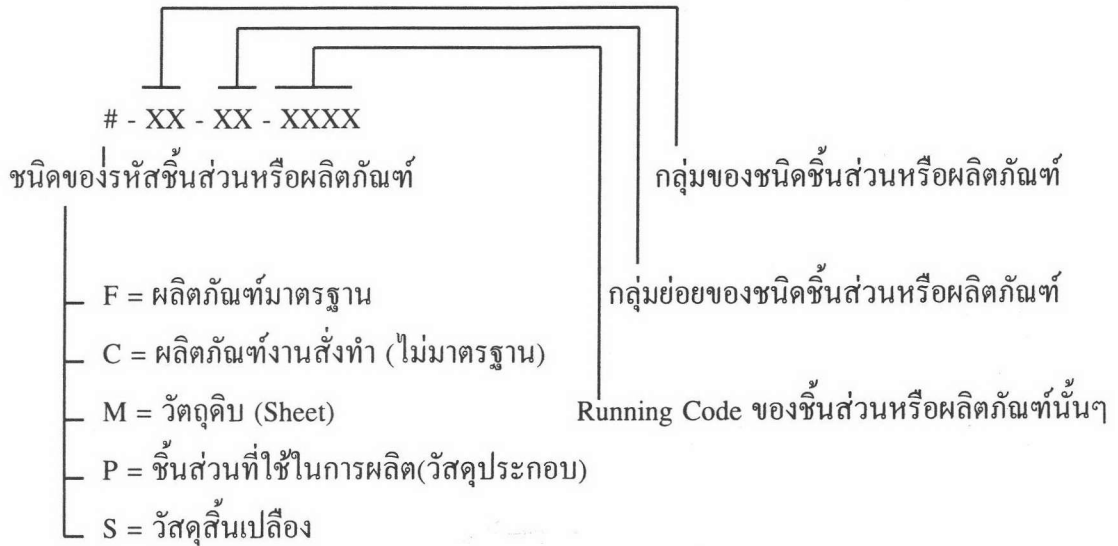 # - XX - XX - XXXX
ชนิดของรหัสชิ้นส่วนหรือผลิตภัณฑ์
กลุ่มของชนิดชิ้นส่วนหรือผลิตภัณฑ์
F = ผลิตภัณฑ์มาตรฐาน
กลุ่มย่อยของชนิดชิ้นส่วนหรือผลิตภัณฑ์
C = ผลิตภัณฑ์งานสั่งทำ (ไม่มาตรฐาน)
M = วัตถุดิบ (Sheet)
Running Code ของชิ้นส่วนหรือผลิตภัณฑ์นั้นๆ
P = ชิ้นส่วนที่ใช้ในการผลิต(วัสดุประกอบ)
S = วัสดุสิ้นเปลือง